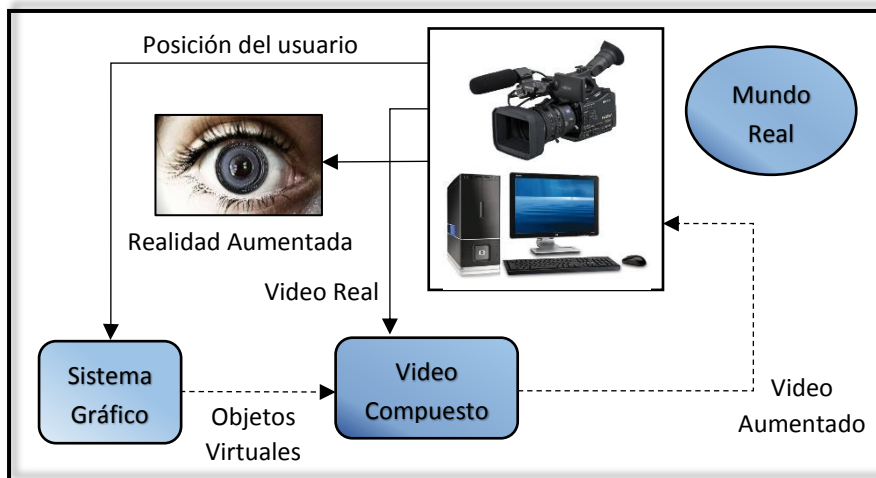 Posición del usuario
Mundo
Real
Realidad Aumentada
Video Real
Sistema
Gráfico
Objetos
Virtuales
Video
Compuesto
Video
Aumentado